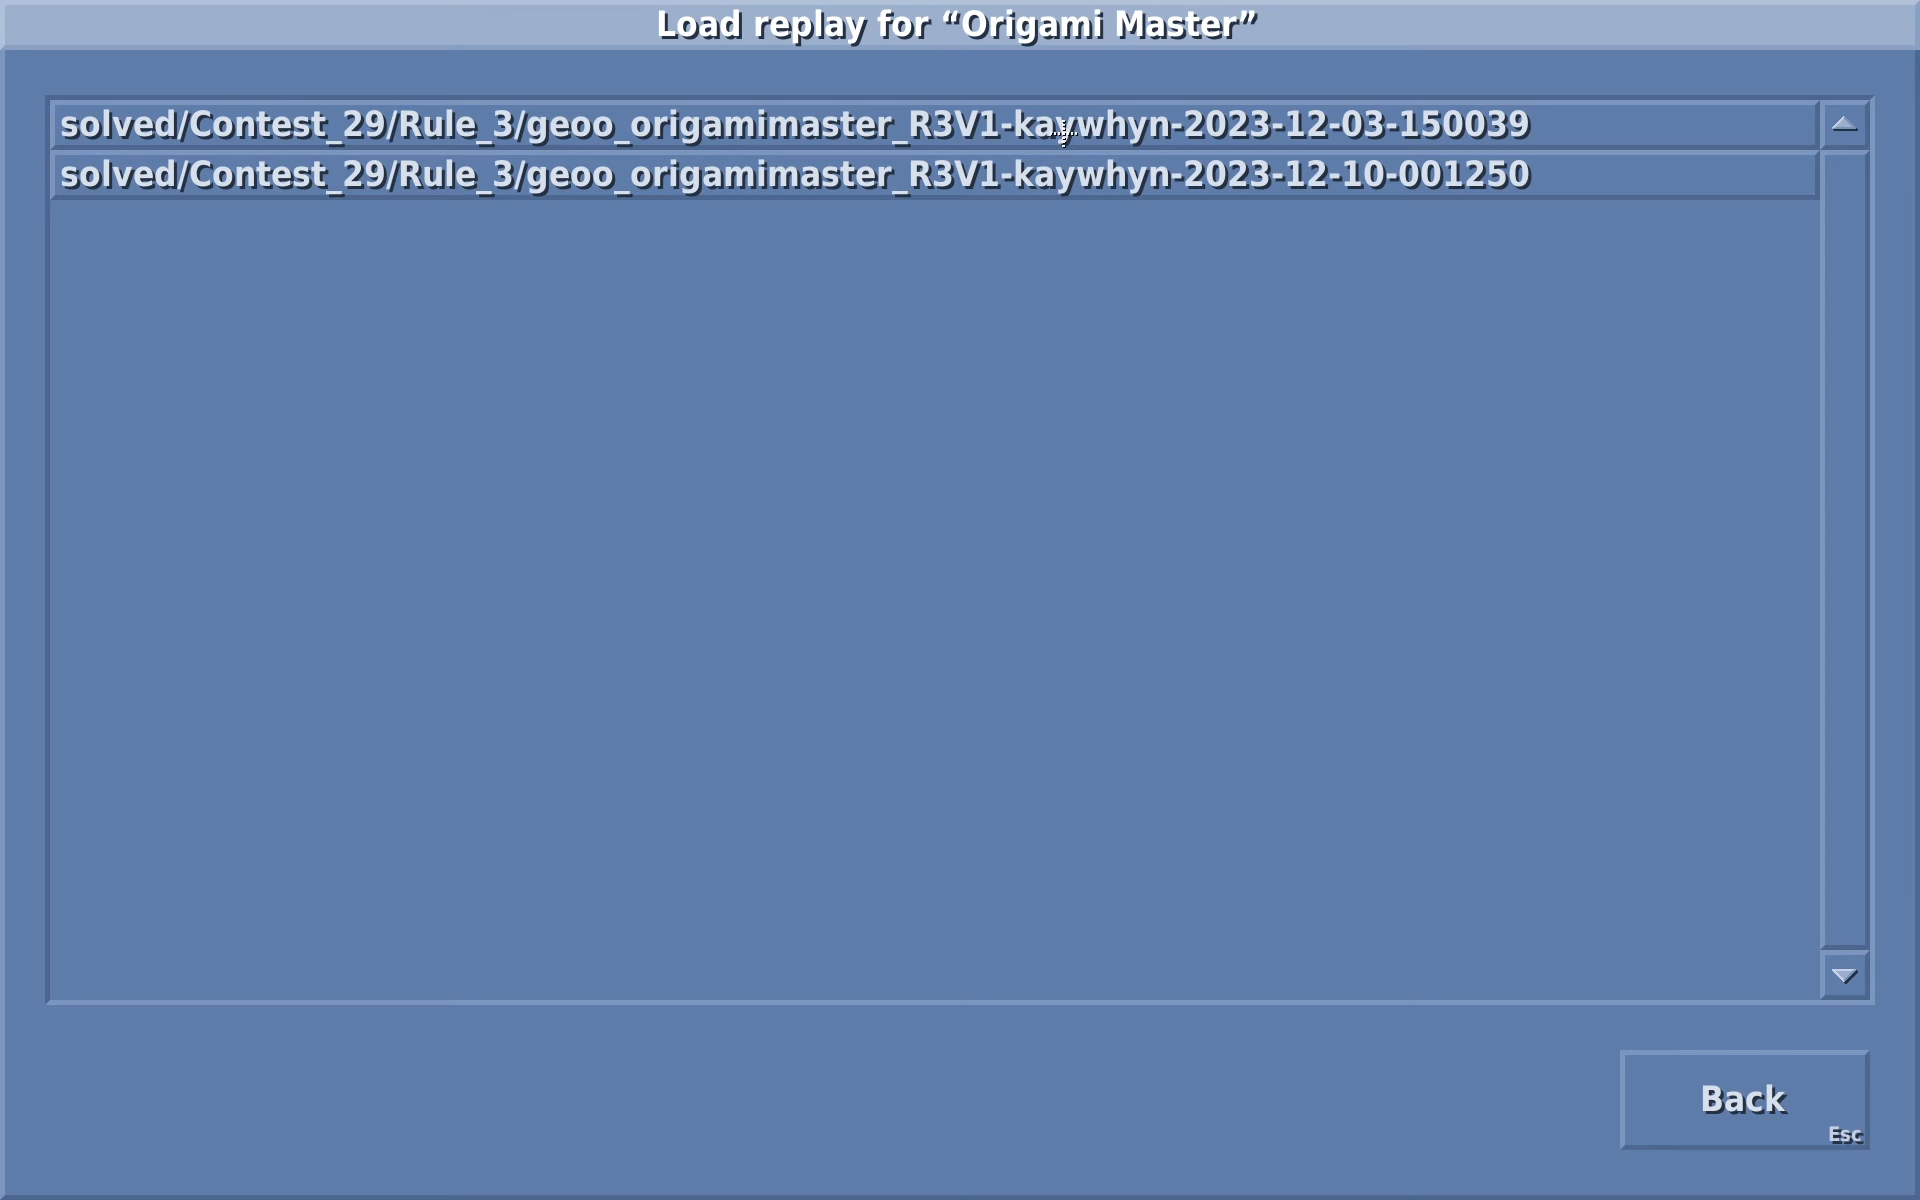 Load replay for “Origami Master”
solved/Contest_29/Rule_3/geoo_origamimaster_R3V1-kaywhyn-2023-12-03-150039
solved/Contest_29/Rule_3/geoo_origamimaster_R3V1-kaywhyn-2023-12-10-001250
Back
Esc